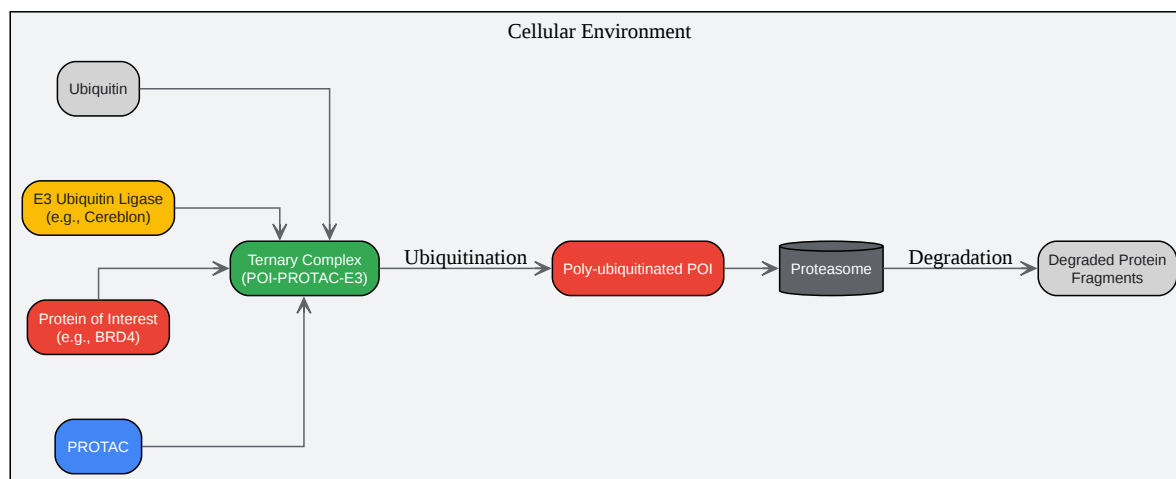 Cellular Environment
Ubiquitin
E3 Ubiquitin Ligase
(e.g., Cereblon)
Ternary Complex
(POI-PROTAC-E3)
Ubiquitination
Poly-ubiquitinated POI
Proteasome
Degradation
Degraded Protein
Fragments
Protein of Interest
(e.g., BRD4)
PROTAC